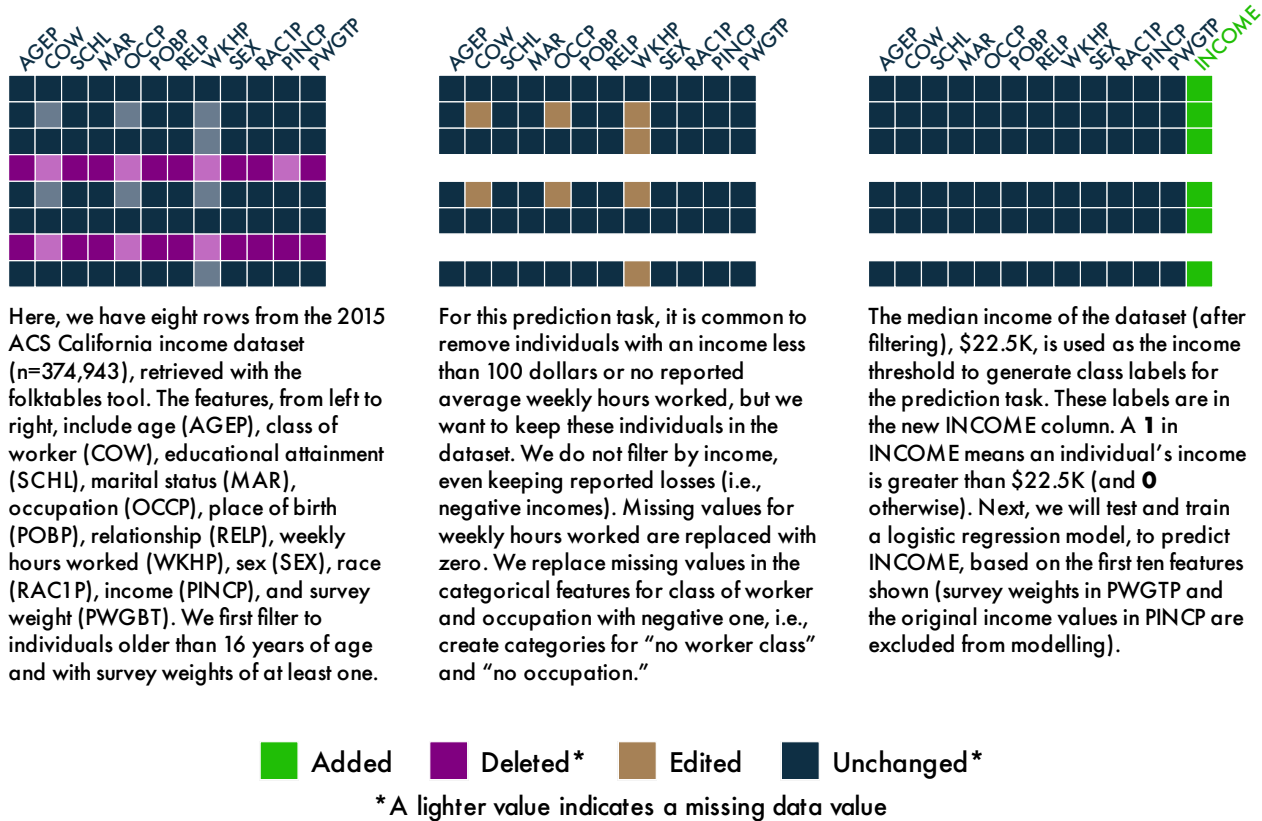 AGEP COW SCHL MAR OCCP POBP RELP WKHP SEX RAC1P PINCP PWGTP
AGEP COW SCHL MAR OCCP POBP RELP WKHP SEX RAC1P PINCP PWGTP
AGEP COW SCHL MAR OCCP POBP RELP WKHP SEX RAC1P PINCP PWGTP INCOME
Here, we have eight rows from the 2015
ACS California income dataset
(n=374,943), retrieved with the
folktables tool. The features, from left to
right, include age (AGEP), class of
worker (COW), educational attainment
(SCHL), marital status (MAR),
occupation (OCCP), place of birth
(POBP), relationship (RELP), weekly
hours worked (WKHP), sex (SEX), race
(RAC1P), income (PINCP), and survey
weight (PWGBT). We first filter to
individuals older than 16 years of age
and with survey weights of at least one.
For this prediction task, it is common to
remove individuals with an income less
than 100 dollars or no reported
average weekly hours worked, but we
want to keep these individuals in the
dataset. We do not filter by income,
even keeping reported losses (i.e.,
negative incomes). Missing values for
weekly hours worked are replaced with
zero. We replace missing values in the
categorical features for class of worker
and occupation with negative one, i.e.,
create categories for “no worker class”
and “no occupation.”
The median income of the dataset (after
filtering), $22.5K, is used as the income
threshold to generate class labels for
the prediction task. These labels are in
the new INCOME column. A 1 in
INCOME means an individual’s income
is greater than $22.5K (and 0
otherwise). Next, we will test and train
a logistic regression model, to predict
INCOME, based on the first ten features
shown (survey weights in PWGTP and
the original income values in PINCP are
excluded from modelling).
Added Deleted* Edited Unchanged*
*A lighter value indicates a missing data value